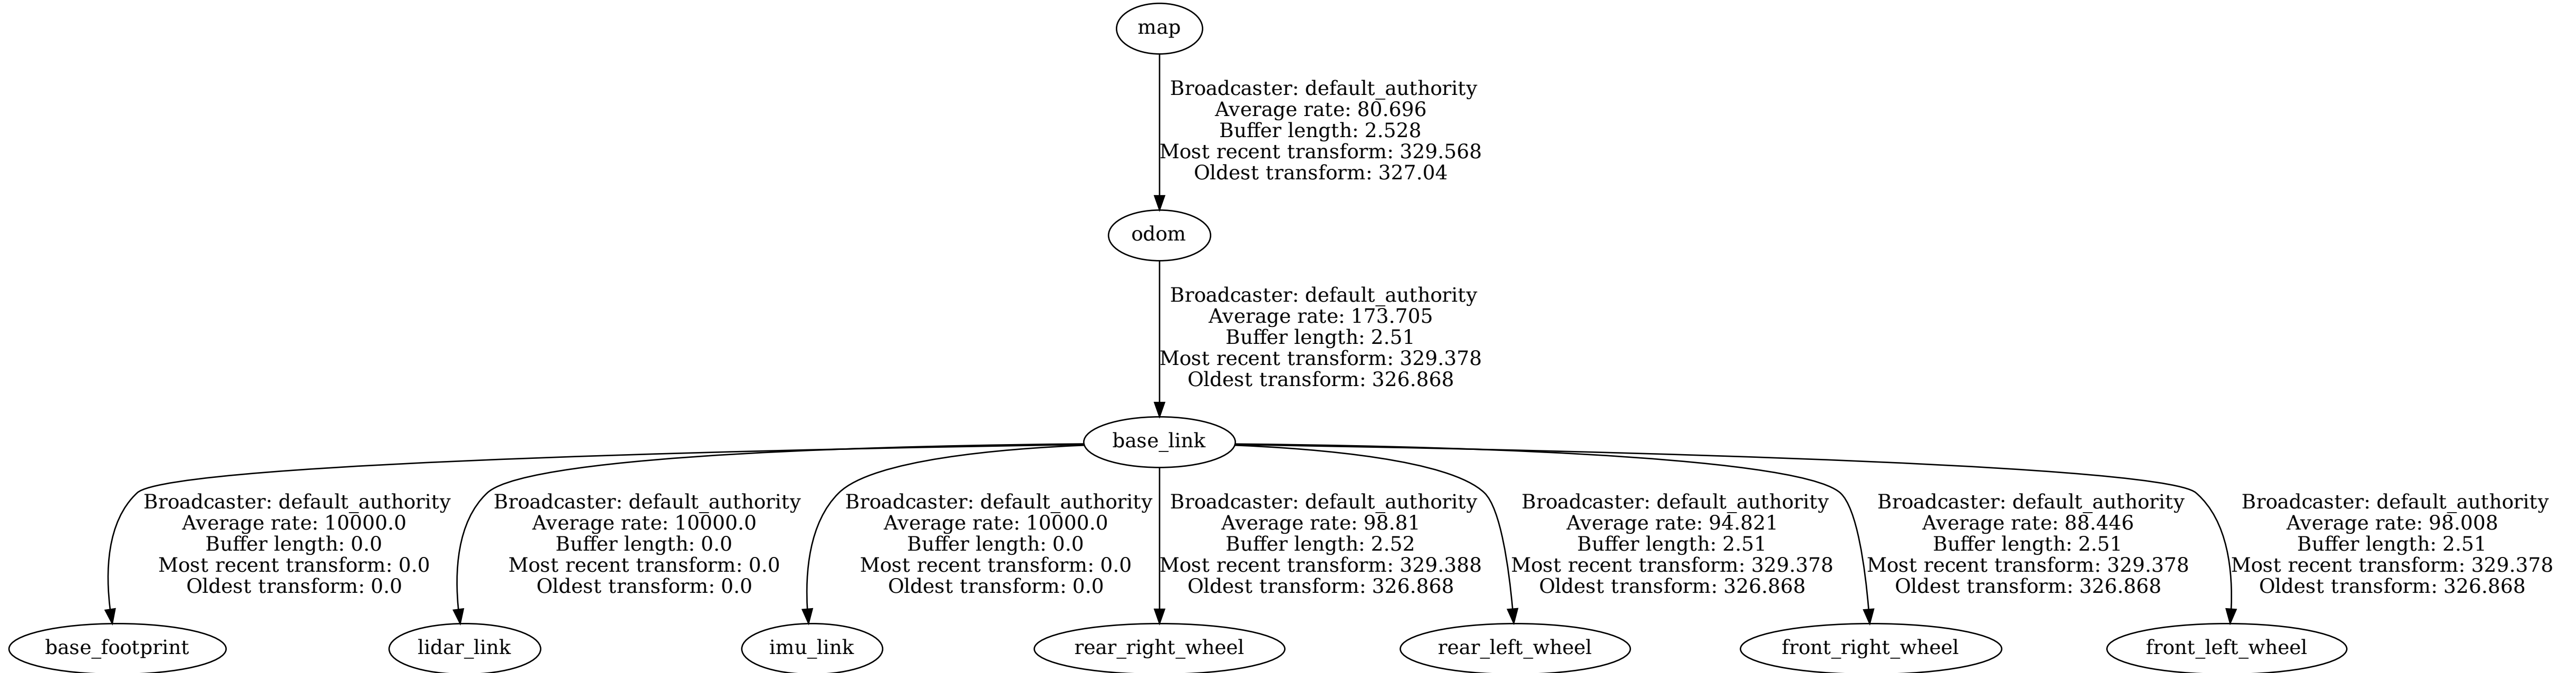 map
Broadcaster: default_authority
Average rate: 80.696
Buffer length: 2.528
Most recent transform: 329.568
Oldest transform: 327.04
odom
Broadcaster: default_authority
Average rate: 173.705
Buffer length: 2.51
Most recent transform: 329.378
Oldest transform: 326.868
base_link
Broadcaster: default_authority
Average rate: 10000.0
Buffer length: 0.0
Most recent transform: 0.0
Oldest transform: 0.0
Broadcaster: default_authority
Average rate: 10000.0
Buffer length: 0.0
Most recent transform: 0.0
Oldest transform: 0.0
Broadcaster: default_authority
Average rate: 10000.0
Buffer length: 0.0
Most recent transform: 0.0
Oldest transform: 0.0
Broadcaster: default_authority
Average rate: 98.81
Buffer length: 2.52
Most recent transform: 329.388
Oldest transform: 326.868
Broadcaster: default_authority
Average rate: 94.821
Buffer length: 2.51
Most recent transform: 329.378
Oldest transform: 326.868
Broadcaster: default_authority
Average rate: 88.446
Buffer length: 2.51
Most recent transform: 329.378
Oldest transform: 326.868
Broadcaster: default_authority
Average rate: 98.008
Buffer length: 2.51
Most recent transform: 329.378
Oldest transform: 326.868
base_footprint
lidar_link
imu_link
rear_right_wheel
rear_left_wheel
front_right_wheel
front_left_wheel